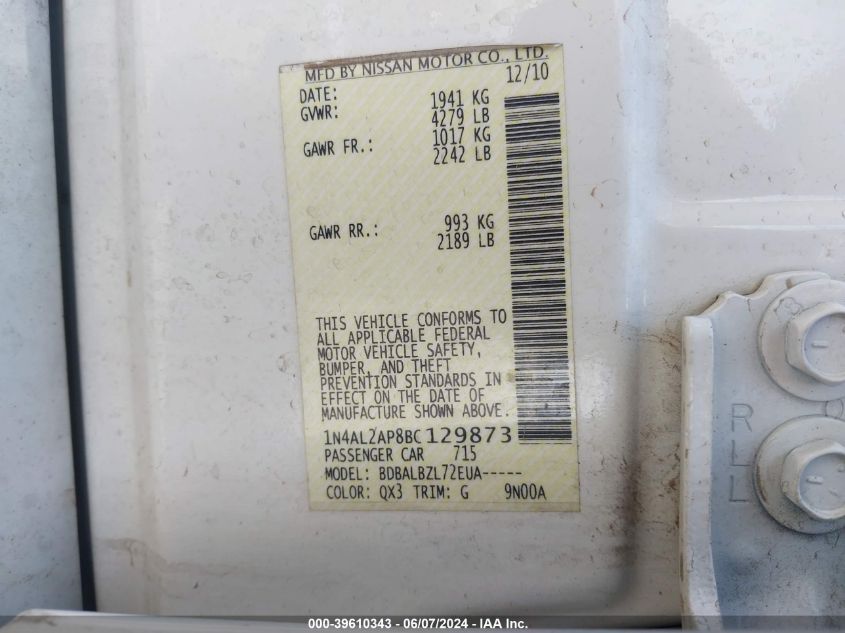 MFD BY NISSAN MOTOR CO., LTD.
DATE: 12/10
GVWR: 1941 KG
4279 LB
GAWR FR.: 1017 KG
2242 LB
GAWR RR.: 993 KG
2189 LB
THIS VEHICLE CONFORMS TO
ALL APPLICABLE FEDERAL
MOTOR VEHICLE SAFETY,
BUMPER, AND THEFT
PREVENTION STANDARDS IN
EFFECT ON THE DATE OF
MANUFACTURE SHOWN ABOVE.
1N4AL2AP8BC129873
PASSENGER CAR 715
MODEL: BDBALBZL72EUA-----
COLOR: QX3 TRIM: G 9N00A
RLL
000-39610343 - 06/07/2024 - IAA Inc.